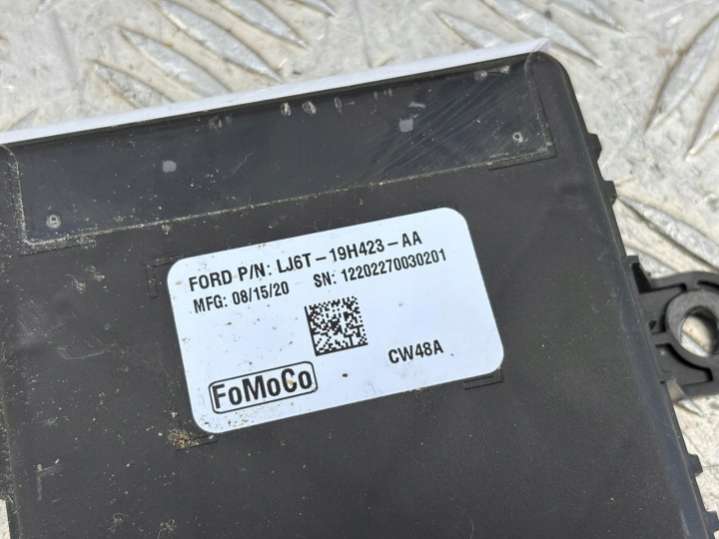 FORD P/N: LJ6T-19H423-AA
MFG: 08/15/20 SN: 12202270030201
CW48A
FoMoCo